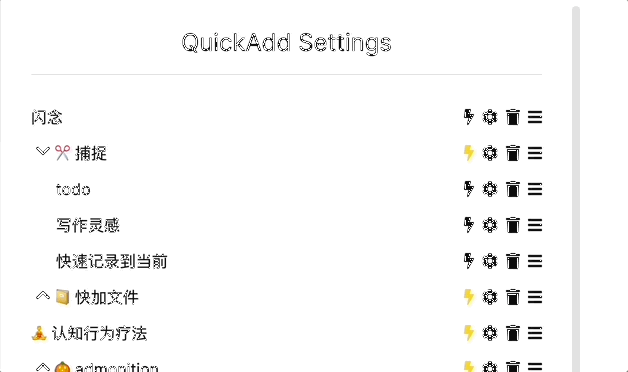 QuickAdd Settings
闪念
✂️ 捕捉
todo
写作灵感
快速记录到当前
📒 快加文件
🧘 认知行为疗法
🎃 admonition